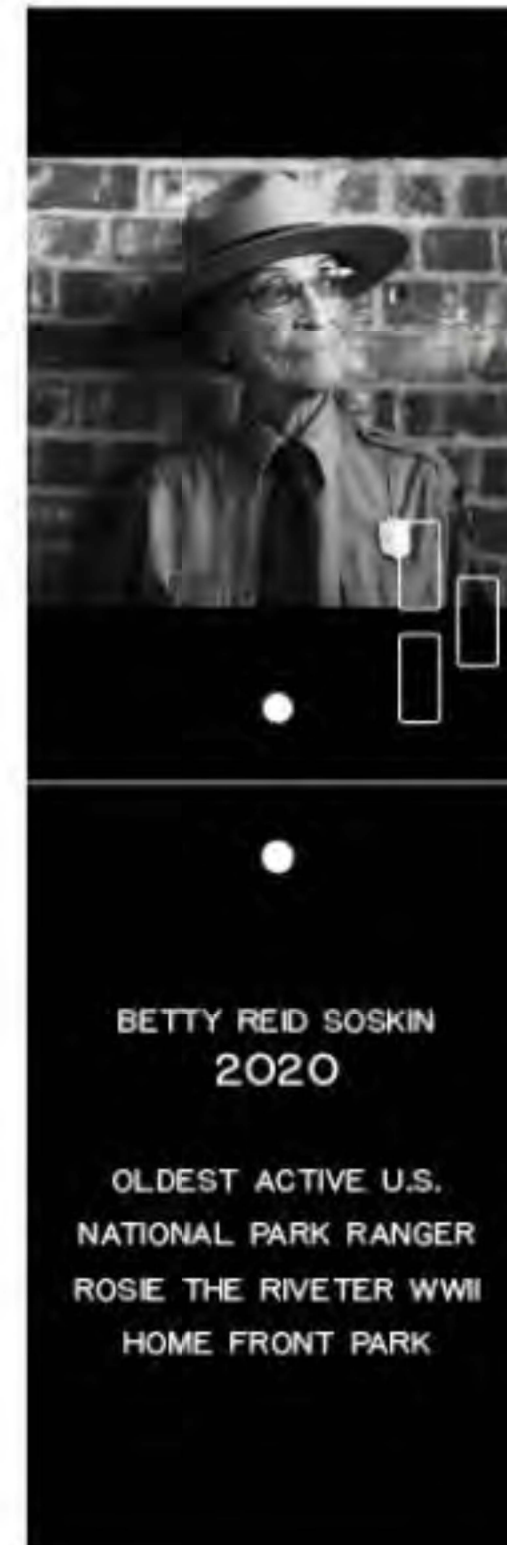 BETTY REID SOSKIN
2020
OLDEST ACTIVE U.S.
NATIONAL PARK RANGER
ROSIE THE RIVETER WWII
HOME FRONT PARK